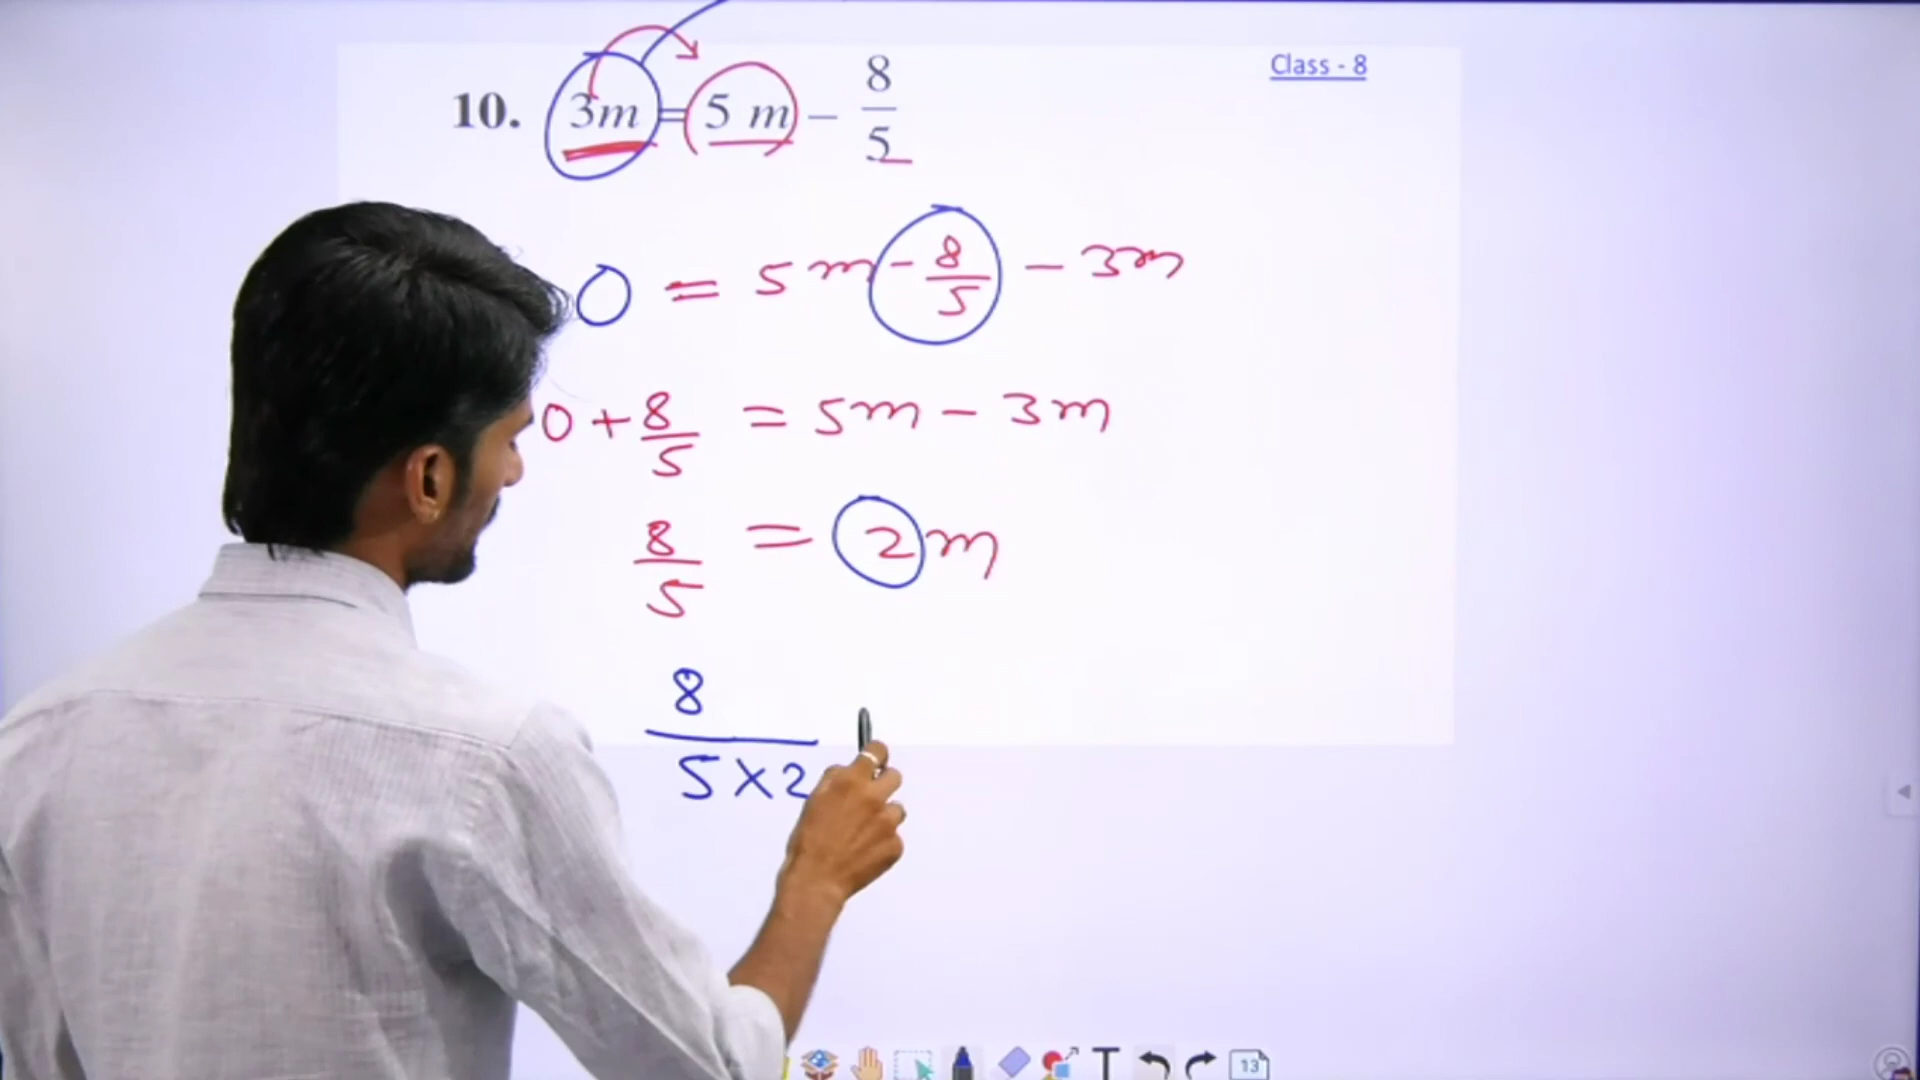 Class - 8
10. 3m = 5 m – 8/5
0 = 5m - 8/5 - 3m
0 + 8/5 = 5m - 3m
8/5 = 2m
8/5×2
T 13